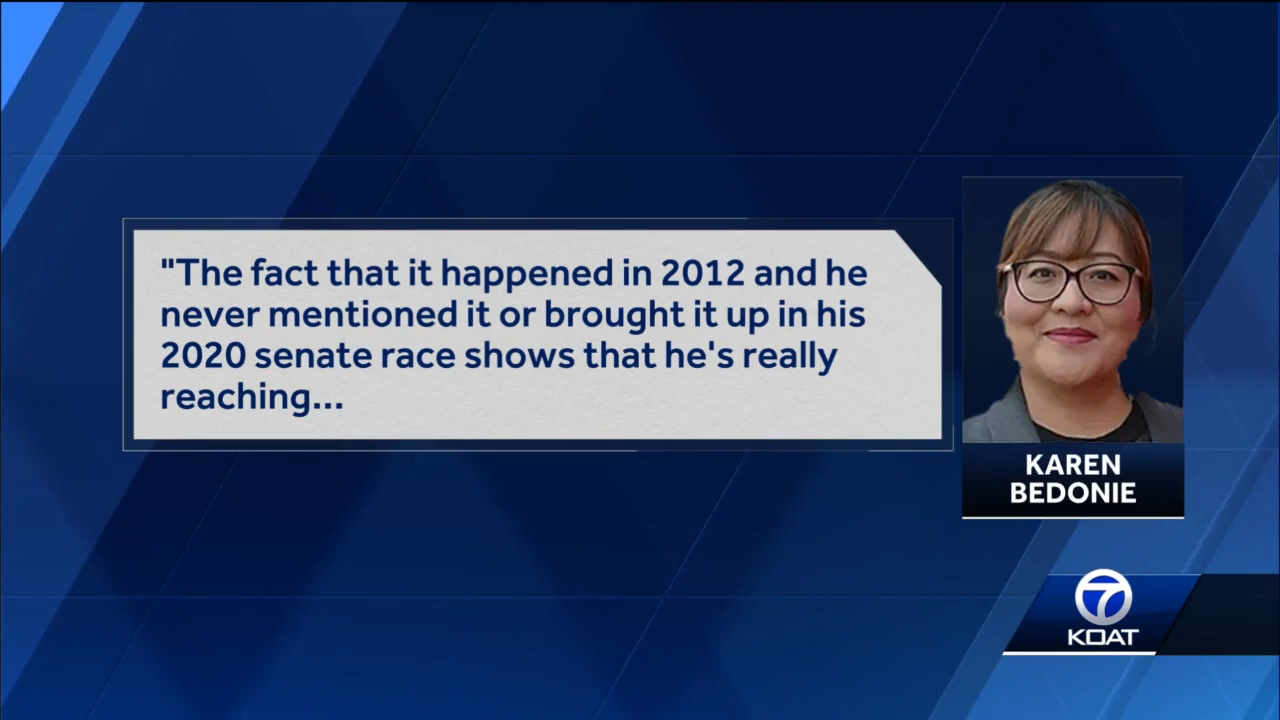 "The fact that it happened in 2012 and he
never mentioned it or brought it up in his
2020 senate race shows that he's really
reaching...
KAREN
BEDONIE
7
KOAT